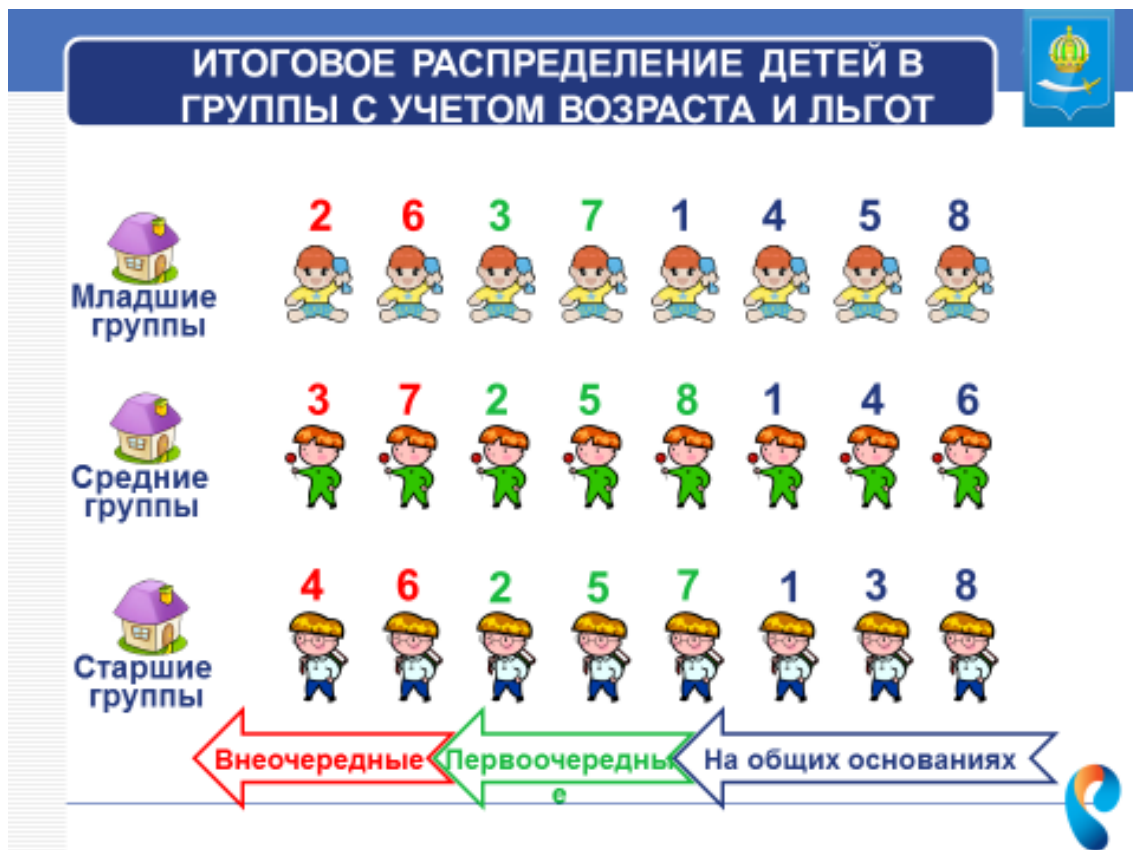 ИТОГОВОЕ РАСПРЕДЕЛЕНИЕ ДЕТЕЙ В
ГРУППЫ С УЧЕТОМ ВОЗРАСТА И ЛЬГОТ
2 6 3 7 1 4 5 8
Младшие
группы
3 7 2 5 8 1 4 6
Средние
группы
4 6 2 5 7 1 3 8
Старшие
группы
Внеочередные Первоочередны На общих основаниях
е